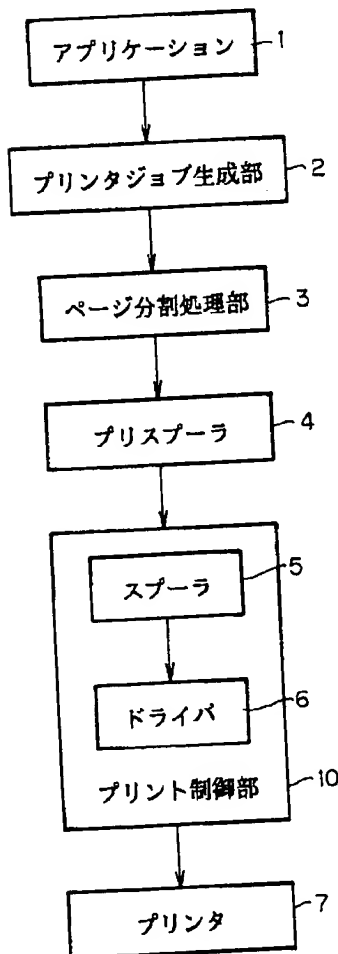 アプリケーション 1
プリンタジョブ生成部 2
ページ分割処理部 3
プリスプーラ 4
スプーラ 5
ドライバ 6
プリント制御部 10
プリンタ 7